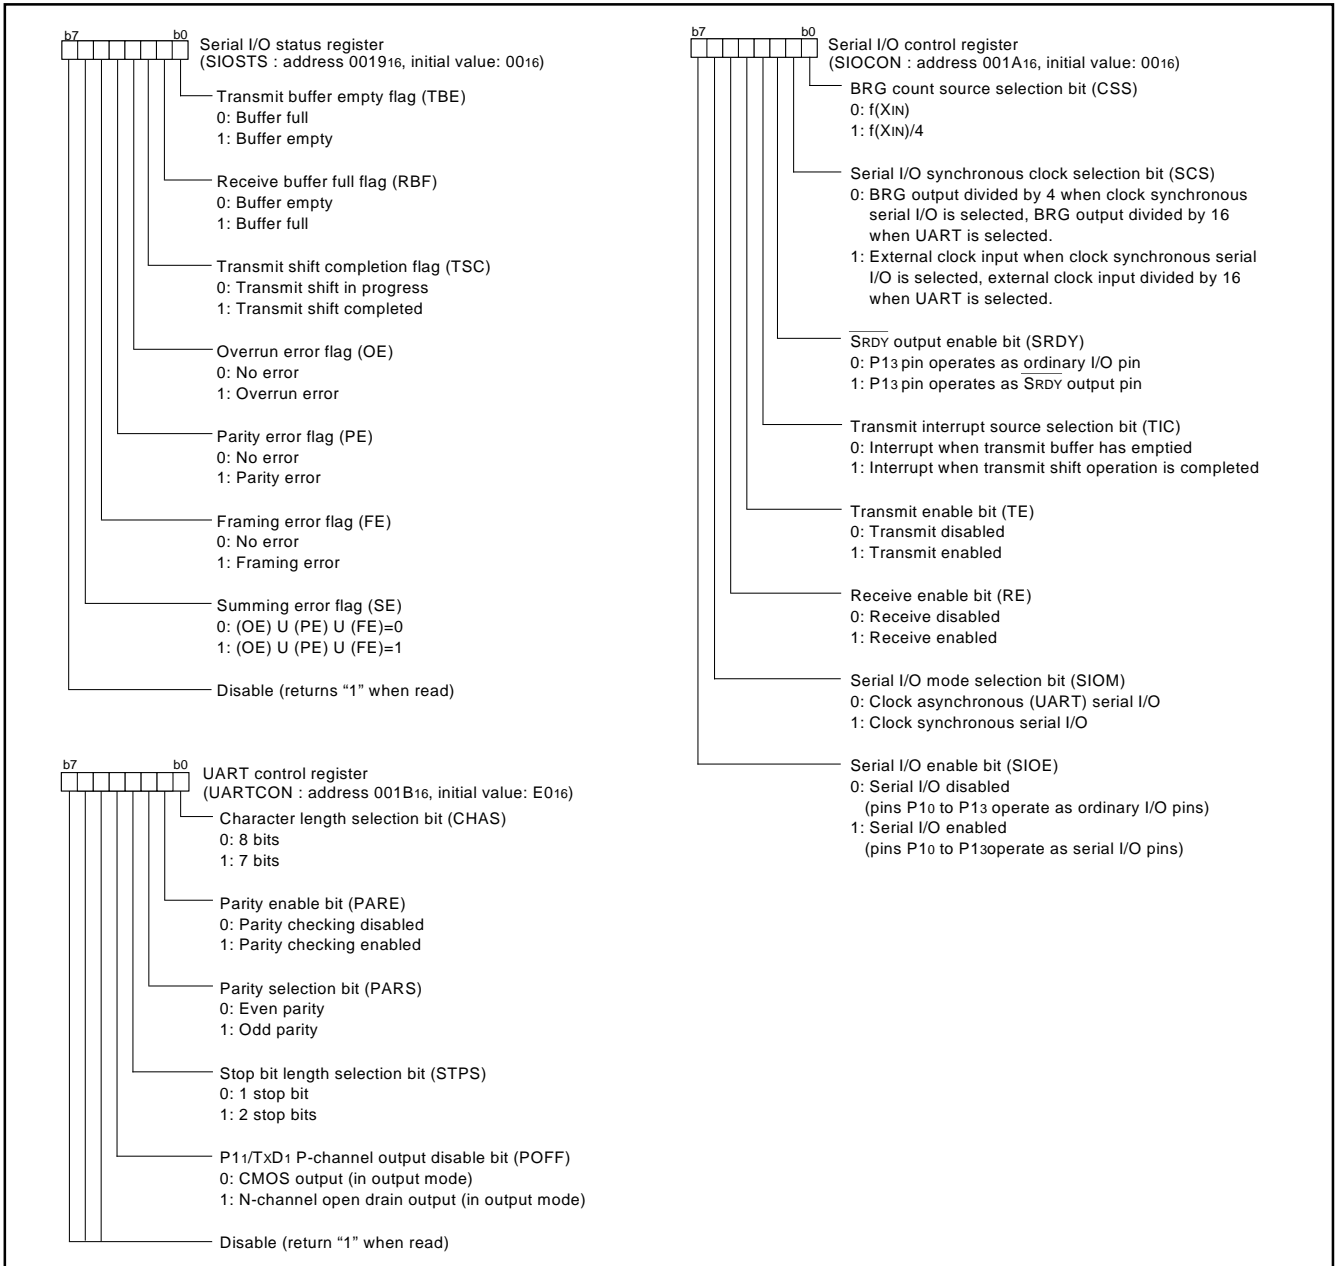 b7 b0
Serial I/O status register
(SIOSTS : address 001916, initial value: 0016)
Transmit buffer empty flag (TBE)
0: Buffer full
1: Buffer empty
Receive buffer full flag (RBF)
0: Buffer empty
1: Buffer full
Transmit shift completion flag (TSC)
0: Transmit shift in progress
1: Transmit shift completed
Overrun error flag (OE)
0: No error
1: Overrun error
Parity error flag (PE)
0: No error
1: Parity error
Framing error flag (FE)
0: No error
1: Framing error
Summing error flag (SE)
0: (OE) U (PE) U (FE)=0
1: (OE) U (PE) U (FE)=1
Disable (returns “1” when read)
b7 b0
UART control register
(UARTCON : address 001B16, initial value: E016)
Character length selection bit (CHAS)
0: 8 bits
1: 7 bits
Parity enable bit (PARE)
0: Parity checking disabled
1: Parity checking enabled
Parity selection bit (PARS)
0: Even parity
1: Odd parity
Stop bit length selection bit (STPS)
0: 1 stop bit
1: 2 stop bits
P11/TXD1 P-channel output disable bit (POFF)
0: CMOS output (in output mode)
1: N-channel open drain output (in output mode)
Disable (return “1” when read)
b7 b0
Serial I/O control register
(SIOCON : address 001A16, initial value: 0016)
BRG count source selection bit (CSS)
0: f(XIN)
1: f(XIN)/4
Serial I/O synchronous clock selection bit (SCS)
0: BRG output divided by 4 when clock synchronous
serial I/O is selected, BRG output divided by 16
when UART is selected.
1: External clock input when clock synchronous serial
I/O is selected, external clock input divided by 16
when UART is selected.
SRDY output enable bit (SRDY)
0: P13 pin operates as ordinary I/O pin
1: P13 pin operates as SRDY output pin
Transmit interrupt source selection bit (TIC)
0: Interrupt when transmit buffer has emptied
1: Interrupt when transmit shift operation is completed
Transmit enable bit (TE)
0: Transmit disabled
1: Transmit enabled
Receive enable bit (RE)
0: Receive disabled
1: Receive enabled
Serial I/O mode selection bit (SIOM)
0: Clock asynchronous (UART) serial I/O
1: Clock synchronous serial I/O
Serial I/O enable bit (SIOE)
0: Serial I/O disabled
(pins P10 to P13 operate as ordinary I/O pins)
1: Serial I/O enabled
(pins P10 to P13operate as serial I/O pins)